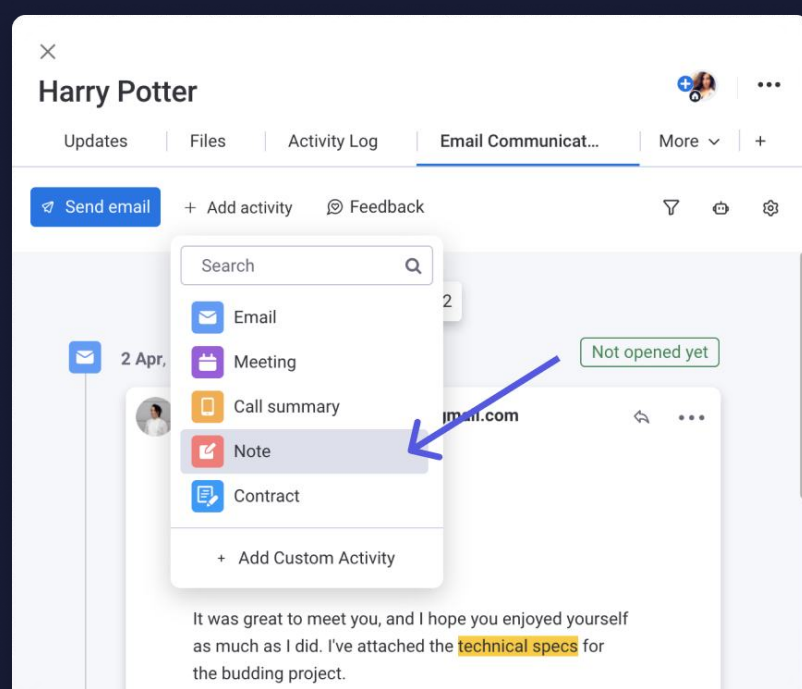 Harry Potter
Updates
Files
Activity Log
Email Communicat...
More
+
Send email
+ Add activity
Feedback
Search
2
Email
2 Apr,
Not opened yet
Meeting
Call summary
gmail.com
Note
Contract
+ Add Custom Activity
It was great to meet you, and I hope you enjoyed yourself
as much as I did. I've attached the technical specs for
the budding project.